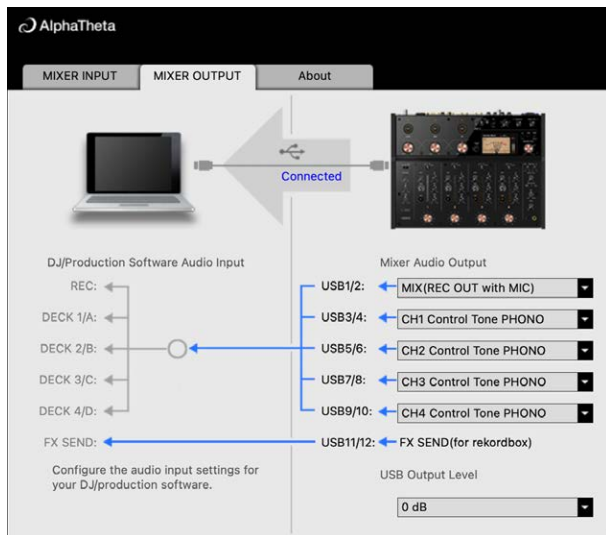 AlphaTheta
MIXER INPUT
MIXER OUTPUT
About
Connected
DJ/Production Software Audio Input
Mixer Audio Output
REC:
USB1/2:
MIX(REC OUT with MIC)
DECK 1/A:
USB3/4:
CH1 Control Tone PHONO
DECK 2/B:
USB5/6:
CH2 Control Tone PHONO
DECK 3/C:
USB7/8:
CH3 Control Tone PHONO
DECK 4/D:
USB9/10:
CH4 Control Tone PHONO
FX SEND:
USB11/12:
FX SEND(for rekordbox)
Configure the audio input settings for
your DJ/production software.
USB Output Level
0 dB